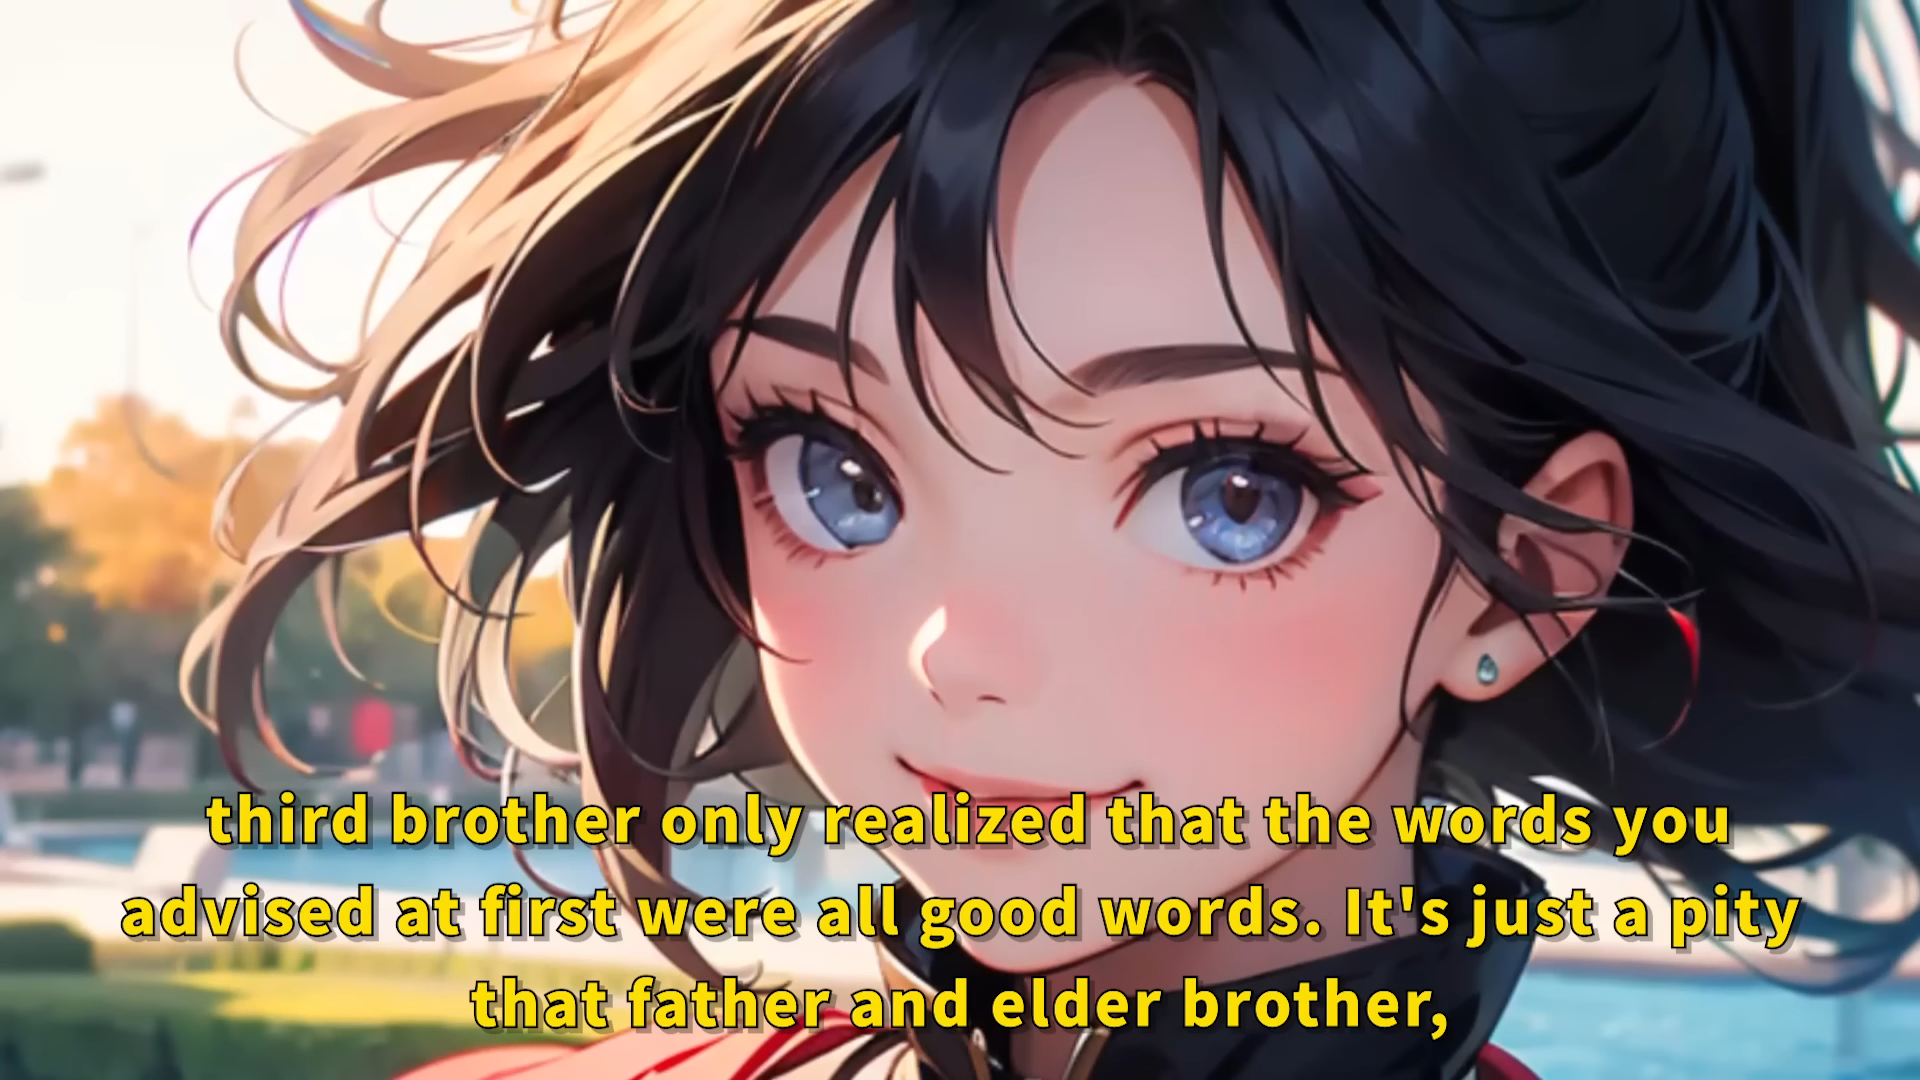 third brother only realized that the words you
advised at first were all good words. It's just a pity
that father and elder brother,